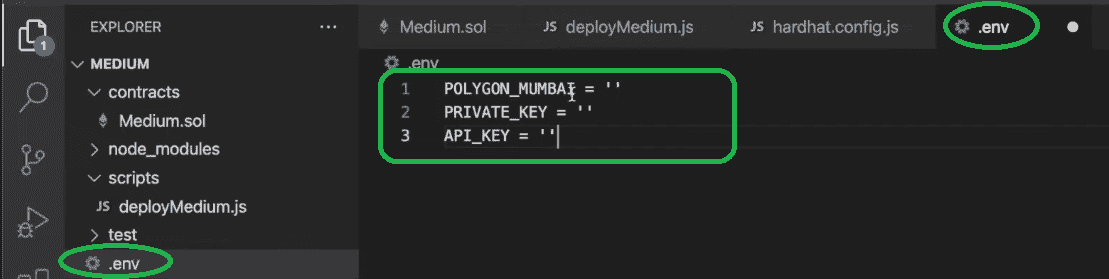 EXPLORER
MEDIUM
contracts
Medium.sol
node_modules
scripts
JS deployMedium.js
test
.env
1
Medium.sol
JS deployMedium.js
JS hardhat.config.js
.env
.env
1 POLYGON_MUMBAI = ''
2 PRIVATE_KEY = ''
3 API_KEY = ''